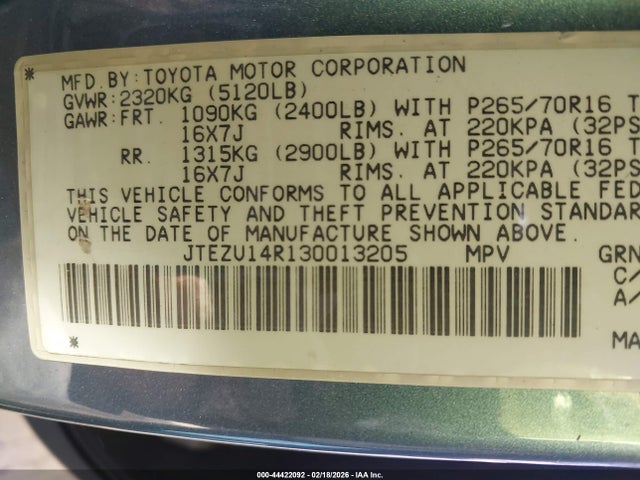 MFD.BY:TOYOTA MOTOR CORPORATION
GVWR:2320KG (5120LB)
GAWR:FRT. 1090KG (2400LB) WITH P265/70R16 T
16X7J RIMS. AT 220KPA (32PS
RR. 1315KG (2900LB) WITH P265/70R16 T
16X7J RIMS. AT 220KPA (32PS
THIS VEHICLE CONFORMS TO ALL APPLICABLE FED
VEHICLE SAFETY AND THEFT PREVENTION STANDAR
ON THE DATE OF MANUFACTURE SHOWN ABOVE.
JTEZU14R130013205 MPV GRN
C/
A/
MA
000-44422092 - 02/18/2026 - IAA Inc.